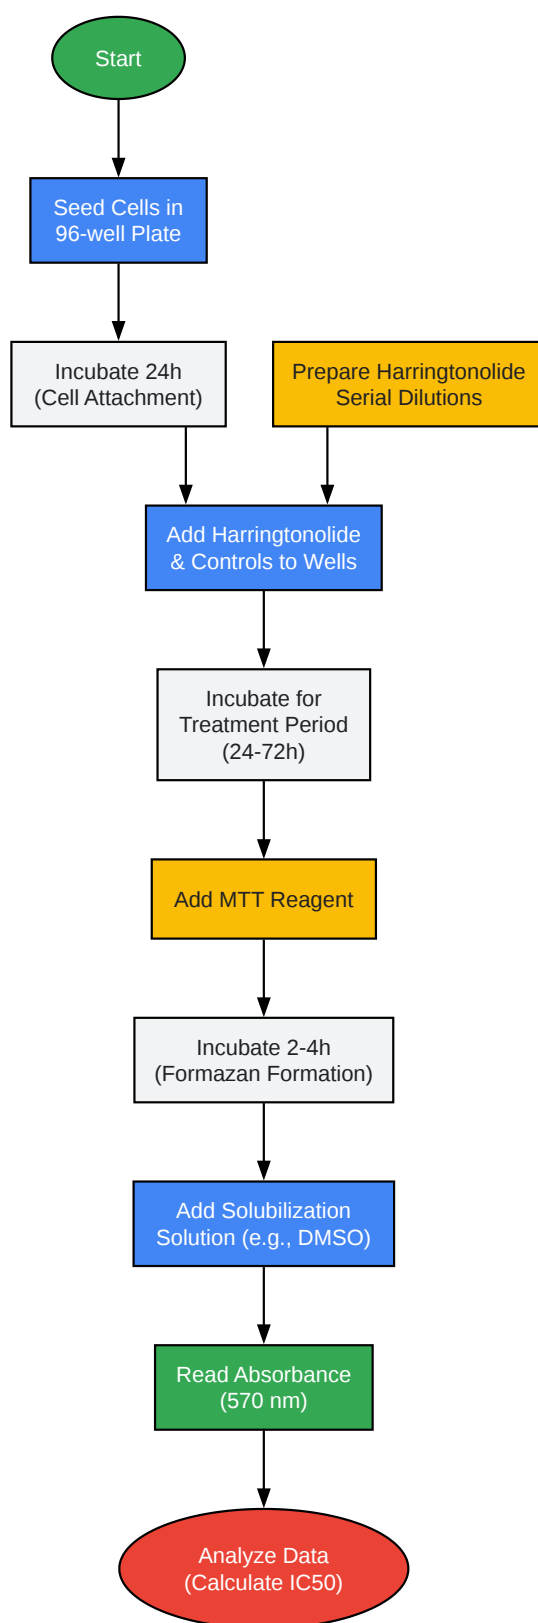 Start
Seed Cells in
96-well Plate
Incubate 24h
(Cell Attachment)
Prepare Harringtonolide
Serial Dilutions
Add Harringtonolide
& Controls to Wells
Incubate for
Treatment Period
(24-72h)
Add MTT Reagent
Incubate 2-4h
(Formazan Formation)
Add Solubilization
Solution (e.g., DMSO)
Read Absorbance
(570 nm)
Analyze Data
(Calculate IC50)